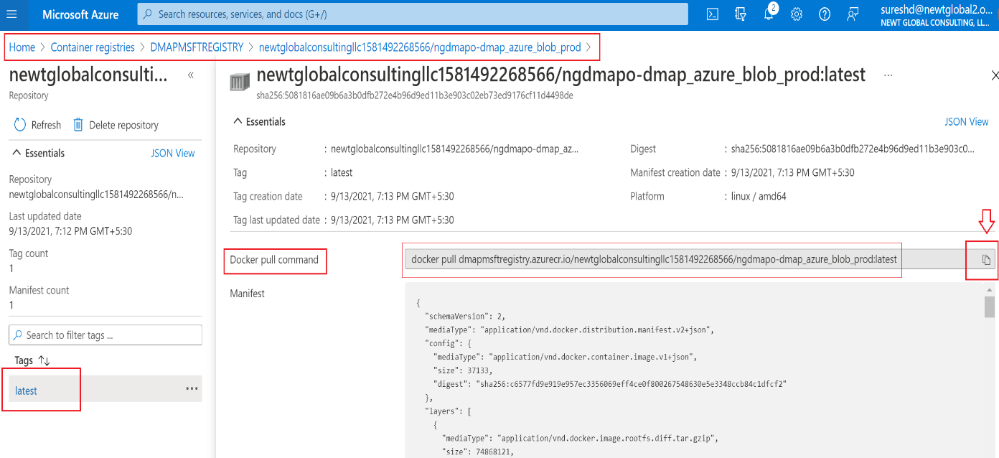 Microsoft Azure
Search resources, services, and docs (G+/)
2
sureshd@newtglobal2.o...
NEWT GLOBAL CONSULTING, LL...
Home > Container registries > DMAPMSFTREGISTRY > newtglobalconsultingllc1581492268566/ngdmapo-dmap_azure_blob_prod >
newtglobalconsulti... «
Repository
Refresh Delete repository
Essentials JSON View
Repository
newtglobalconsultingllc1581492268566/n...
Last updated date
9/13/2021, 7:12 PM GMT+5:30
Tag count
1
Manifest count
1
Search to filter tags ...
Tags ↑↓
latest ...
newtglobalconsultingllc1581492268566/ngdmapo-dmap_azure_blob_prod:latest ...
sha256:5081816ae09b6a3b0dfb272e4b96d9ed11b3e903c02eb73ed9176cf11d4498de
Essentials JSON View
Repository : newtglobalconsultingllc1581492268566/ngdmapo-dmap_az...
Digest : sha256:5081816ae09b6a3b0dfb272e4b96d9ed11b3e903c0...
Tag : latest
Manifest creation date : 9/13/2021, 7:13 PM GMT+5:30
Tag creation date : 9/13/2021, 7:13 PM GMT+5:30
Platform : linux / amd64
Tag last updated date : 9/13/2021, 7:13 PM GMT+5:30
Docker pull command
docker pull dmapmsftregistry.azurecr.io/newtglobalconsultingllc1581492268566/ngdmapo-dmap_azure_blob_prod:latest
Manifest
{
"schemaVersion": 2,
"mediaType": "application/vnd.docker.distribution.manifest.v2+json",
"config": {
"mediaType": "application/vnd.docker.container.image.v1+json",
"size": 37133,
"digest": "sha256:c6577fd9e919e957ec3356069eff4ce0f800267548630e5e3348ccb84c1dfcf2"
},
"layers": [
{
"mediaType": "application/vnd.docker.image.rootfs.diff.tar.gzip",
"size": 74868121,